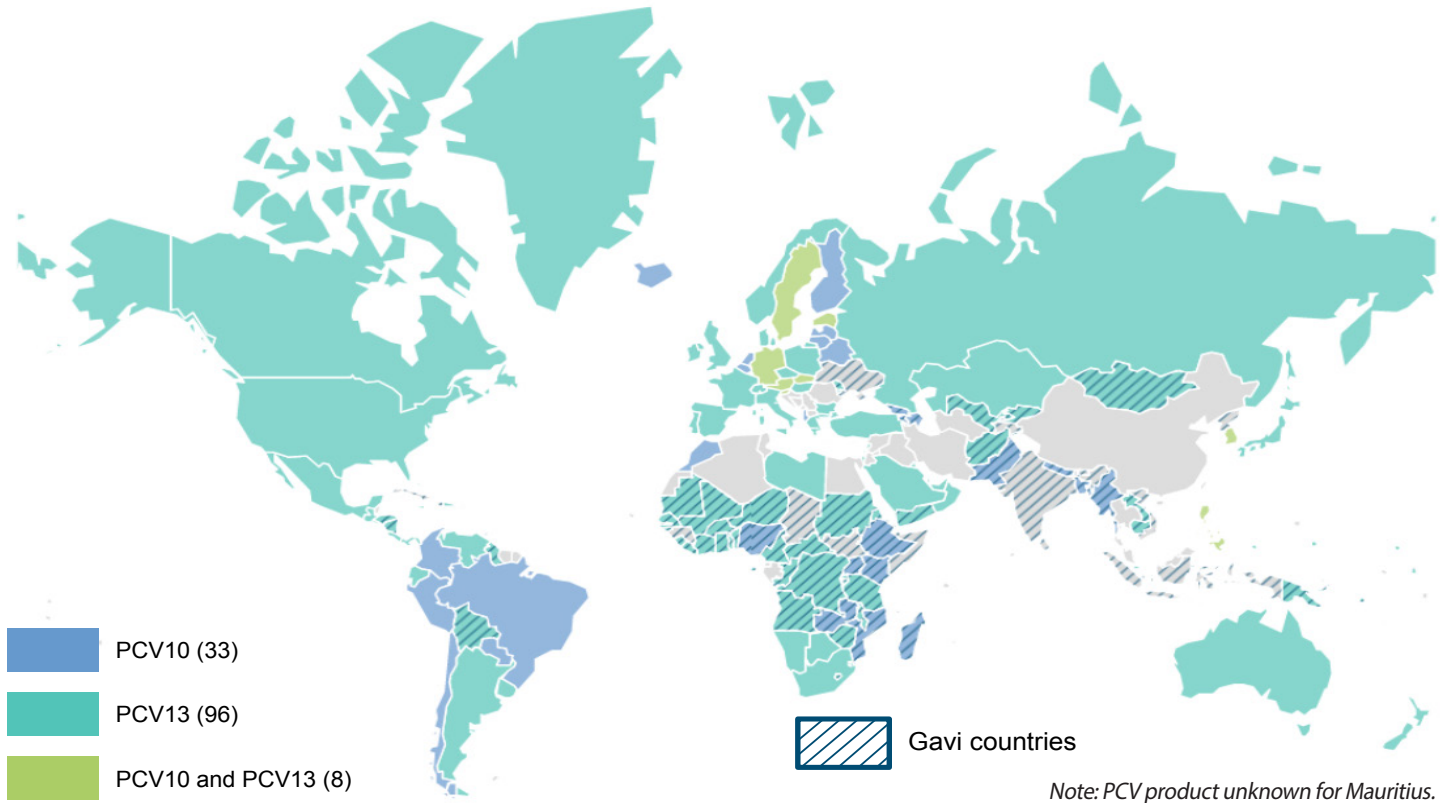 PCV10 (33)
PCV13 (96)
PCV10 and PCV13 (8)
Gavi countries
Note: PCV product unknown for Mauritius.